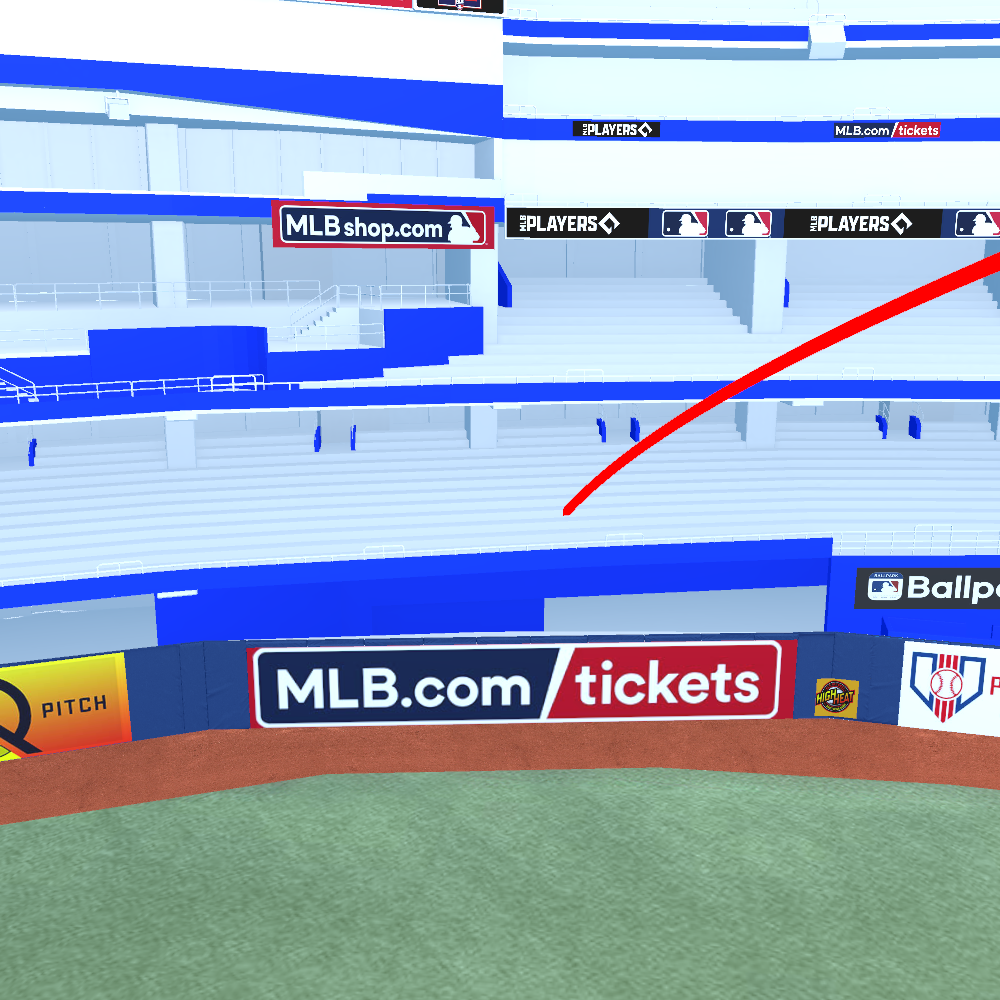 MLB PLAYERS
MLB.com/tickets
MLB shop.com
MLB PLAYERS
MLB PLAYERS
BALLPARK
Ballp
PITCH
MLB.com/tickets
HIGH HEAT
P